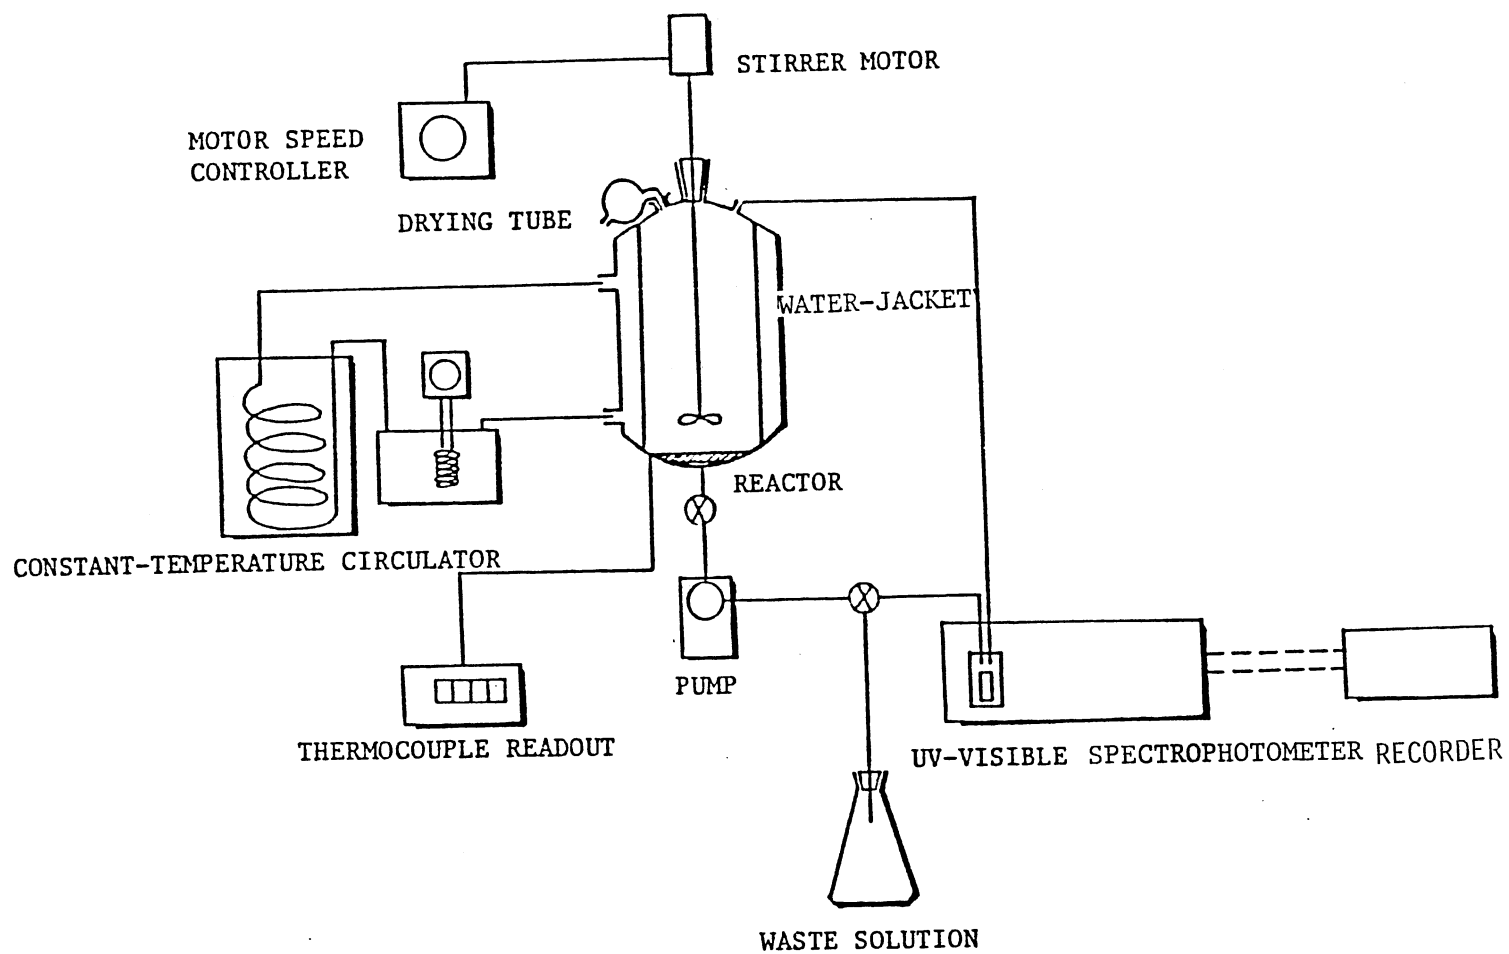 STIRRER MOTOR
MOTOR SPEED
CONTROLLER
DRYING TUBE
WATER-JACKET
REACTOR
CONSTANT-TEMPERATURE CIRCULATOR
PUMP
THERMOCOUPLE READOUT
UV-VISIBLE SPECTROPHOTOMETER
RECORDER
WASTE SOLUTION